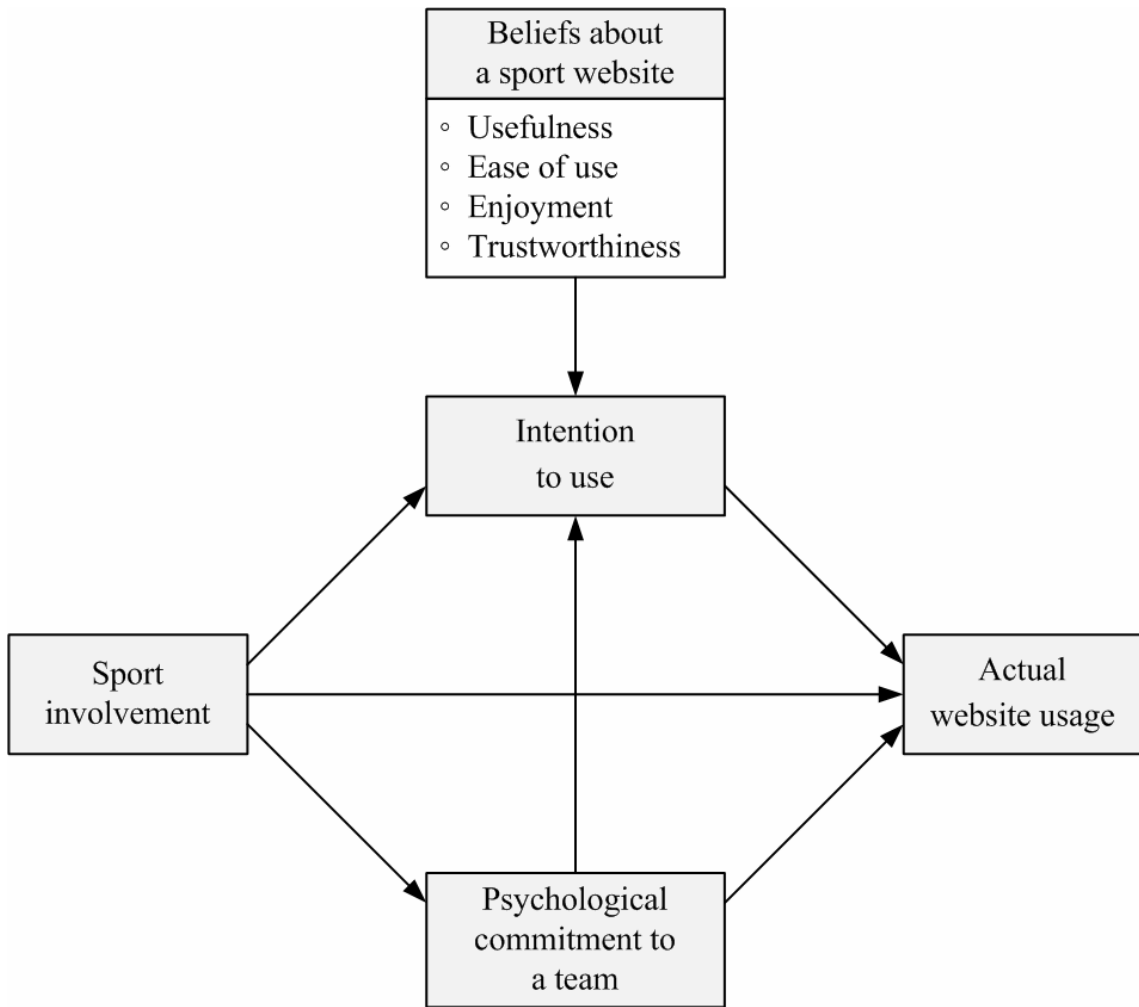 Beliefs about
a sport website
◦ Usefulness
◦ Ease of use
◦ Enjoyment
◦ Trustworthiness
Intention
to use
Sport
involvement
Actual
website usage
Psychological
commitment to
a team